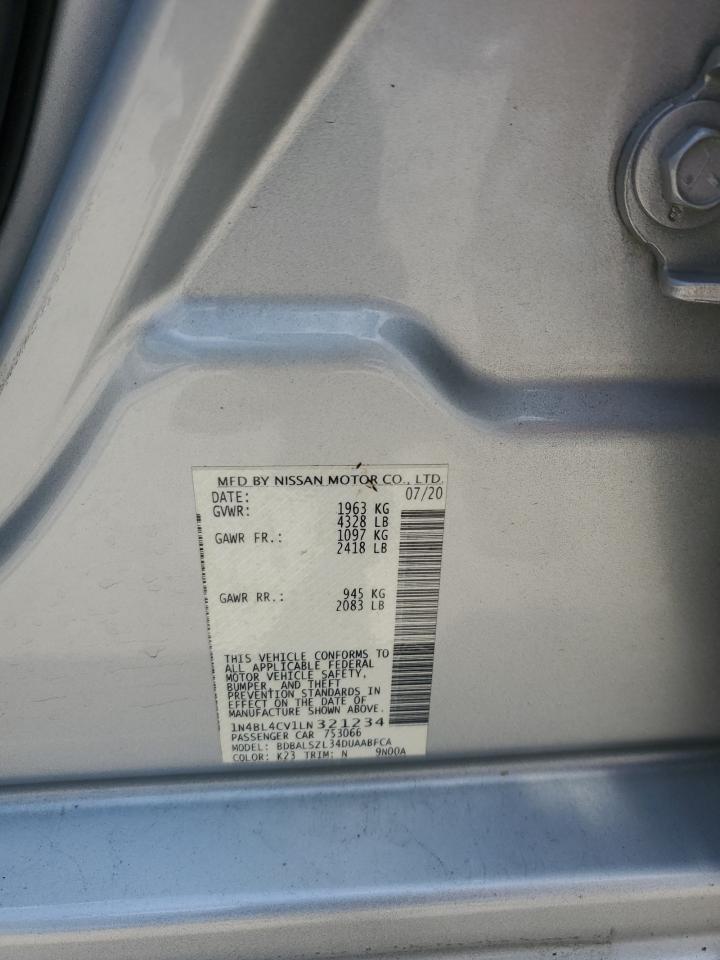 MFD BY NISSAN MOTOR CO., LTD.
DATE: 07/20
GVWR: 1963 KG
4328 LB
GAWR FR.: 1097 KG
2418 LB
GAWR RR.: 945 KG
2083 LB
THIS VEHICLE CONFORMS TO
ALL APPLICABLE FEDERAL
MOTOR VEHICLE SAFETY,
BUMPER, AND THEFT
PREVENTION STANDARDS IN
EFFECT ON THE DATE OF
MANUFACTURE SHOWN ABOVE.
1N4BL4CV1LN321234
PASSENGER CAR 753066
MODEL: BDBALSZL34DUAABFCA
COLOR: K23 TRIM: N 9N00A
8